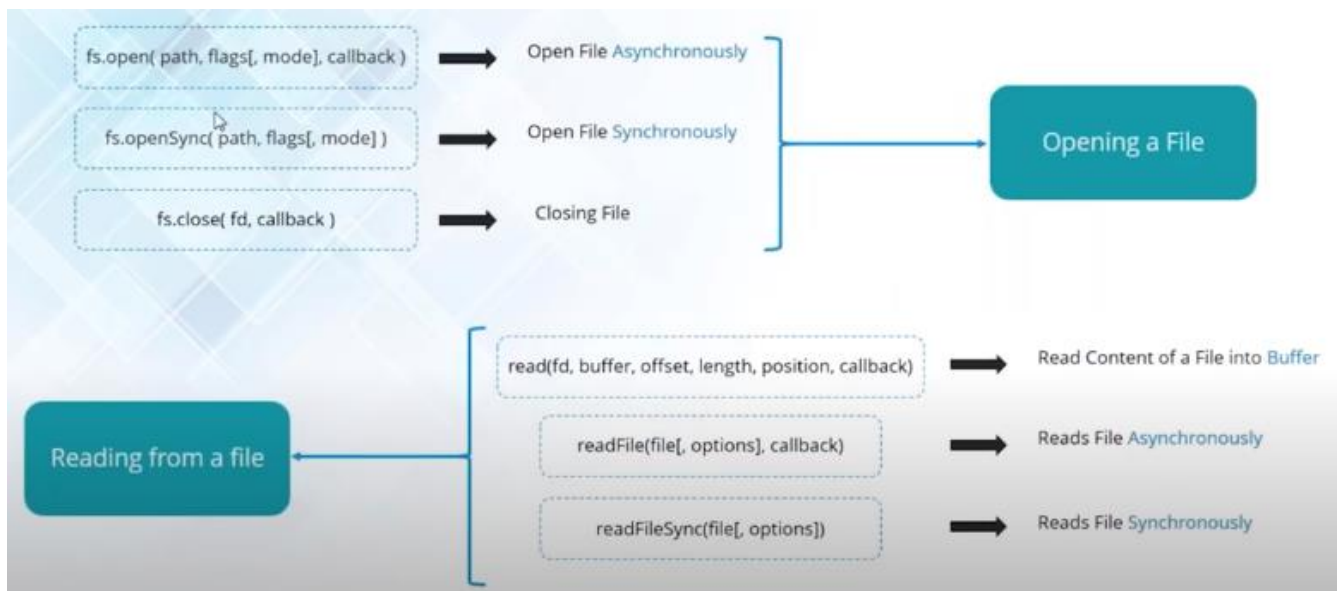 fs.open( path, flags[, mode], callback )
Open File Asynchronously
fs.openSync( path, flags[, mode] )
Open File Synchronously
fs.close( fd, callback )
Closing File
Opening a File
Reading from a file
read(fd, buffer, offset, length, position, callback)
Read Content of a File into Buffer
readFile(file[, options], callback)
Reads File Asynchronously
readFileSync(file[, options])
Reads File Synchronously